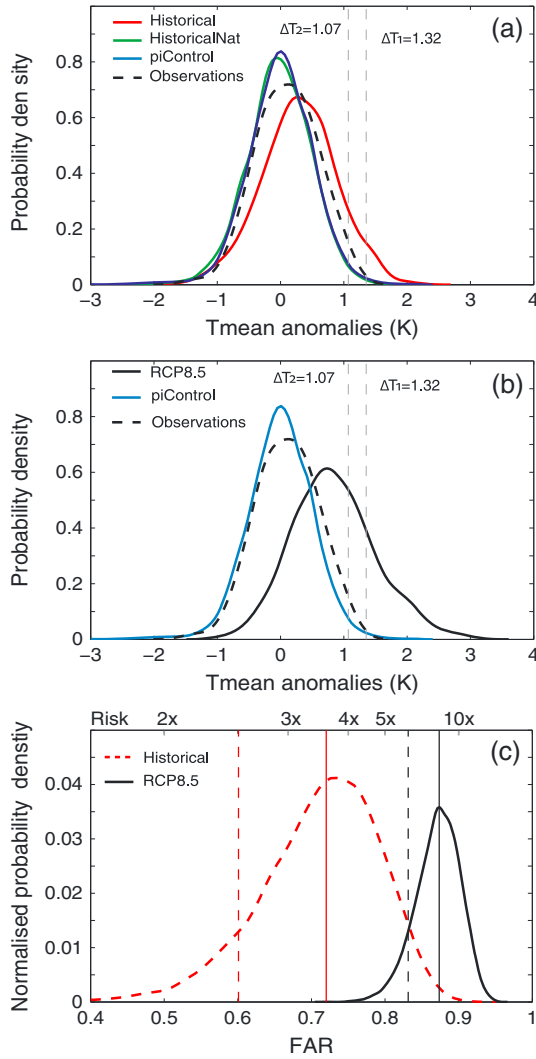 Historical
HistoricalNat
piControl
Observations
ΔT2=1.07
ΔT1=1.32
(a)
Probability den sity
0.8
0.6
0.4
0.2
0
−3 −2 −1 0 1 2 3 4
Tmean anomalies (K)
RCP8.5
piControl
Observations
ΔT2=1.07
ΔT1=1.32
(b)
Probability density
0.8
0.6
0.4
0.2
0
−3 −2 −1 0 1 2 3 4
Tmean anomalies (K)
Risk 2x 3x 4x 5x 10x
Historical
RCP8.5
(c)
Normalised probability denstiy
0.04
0.03
0.02
0.01
0
0.4 0.5 0.6 0.7 0.8 0.9 1
FAR